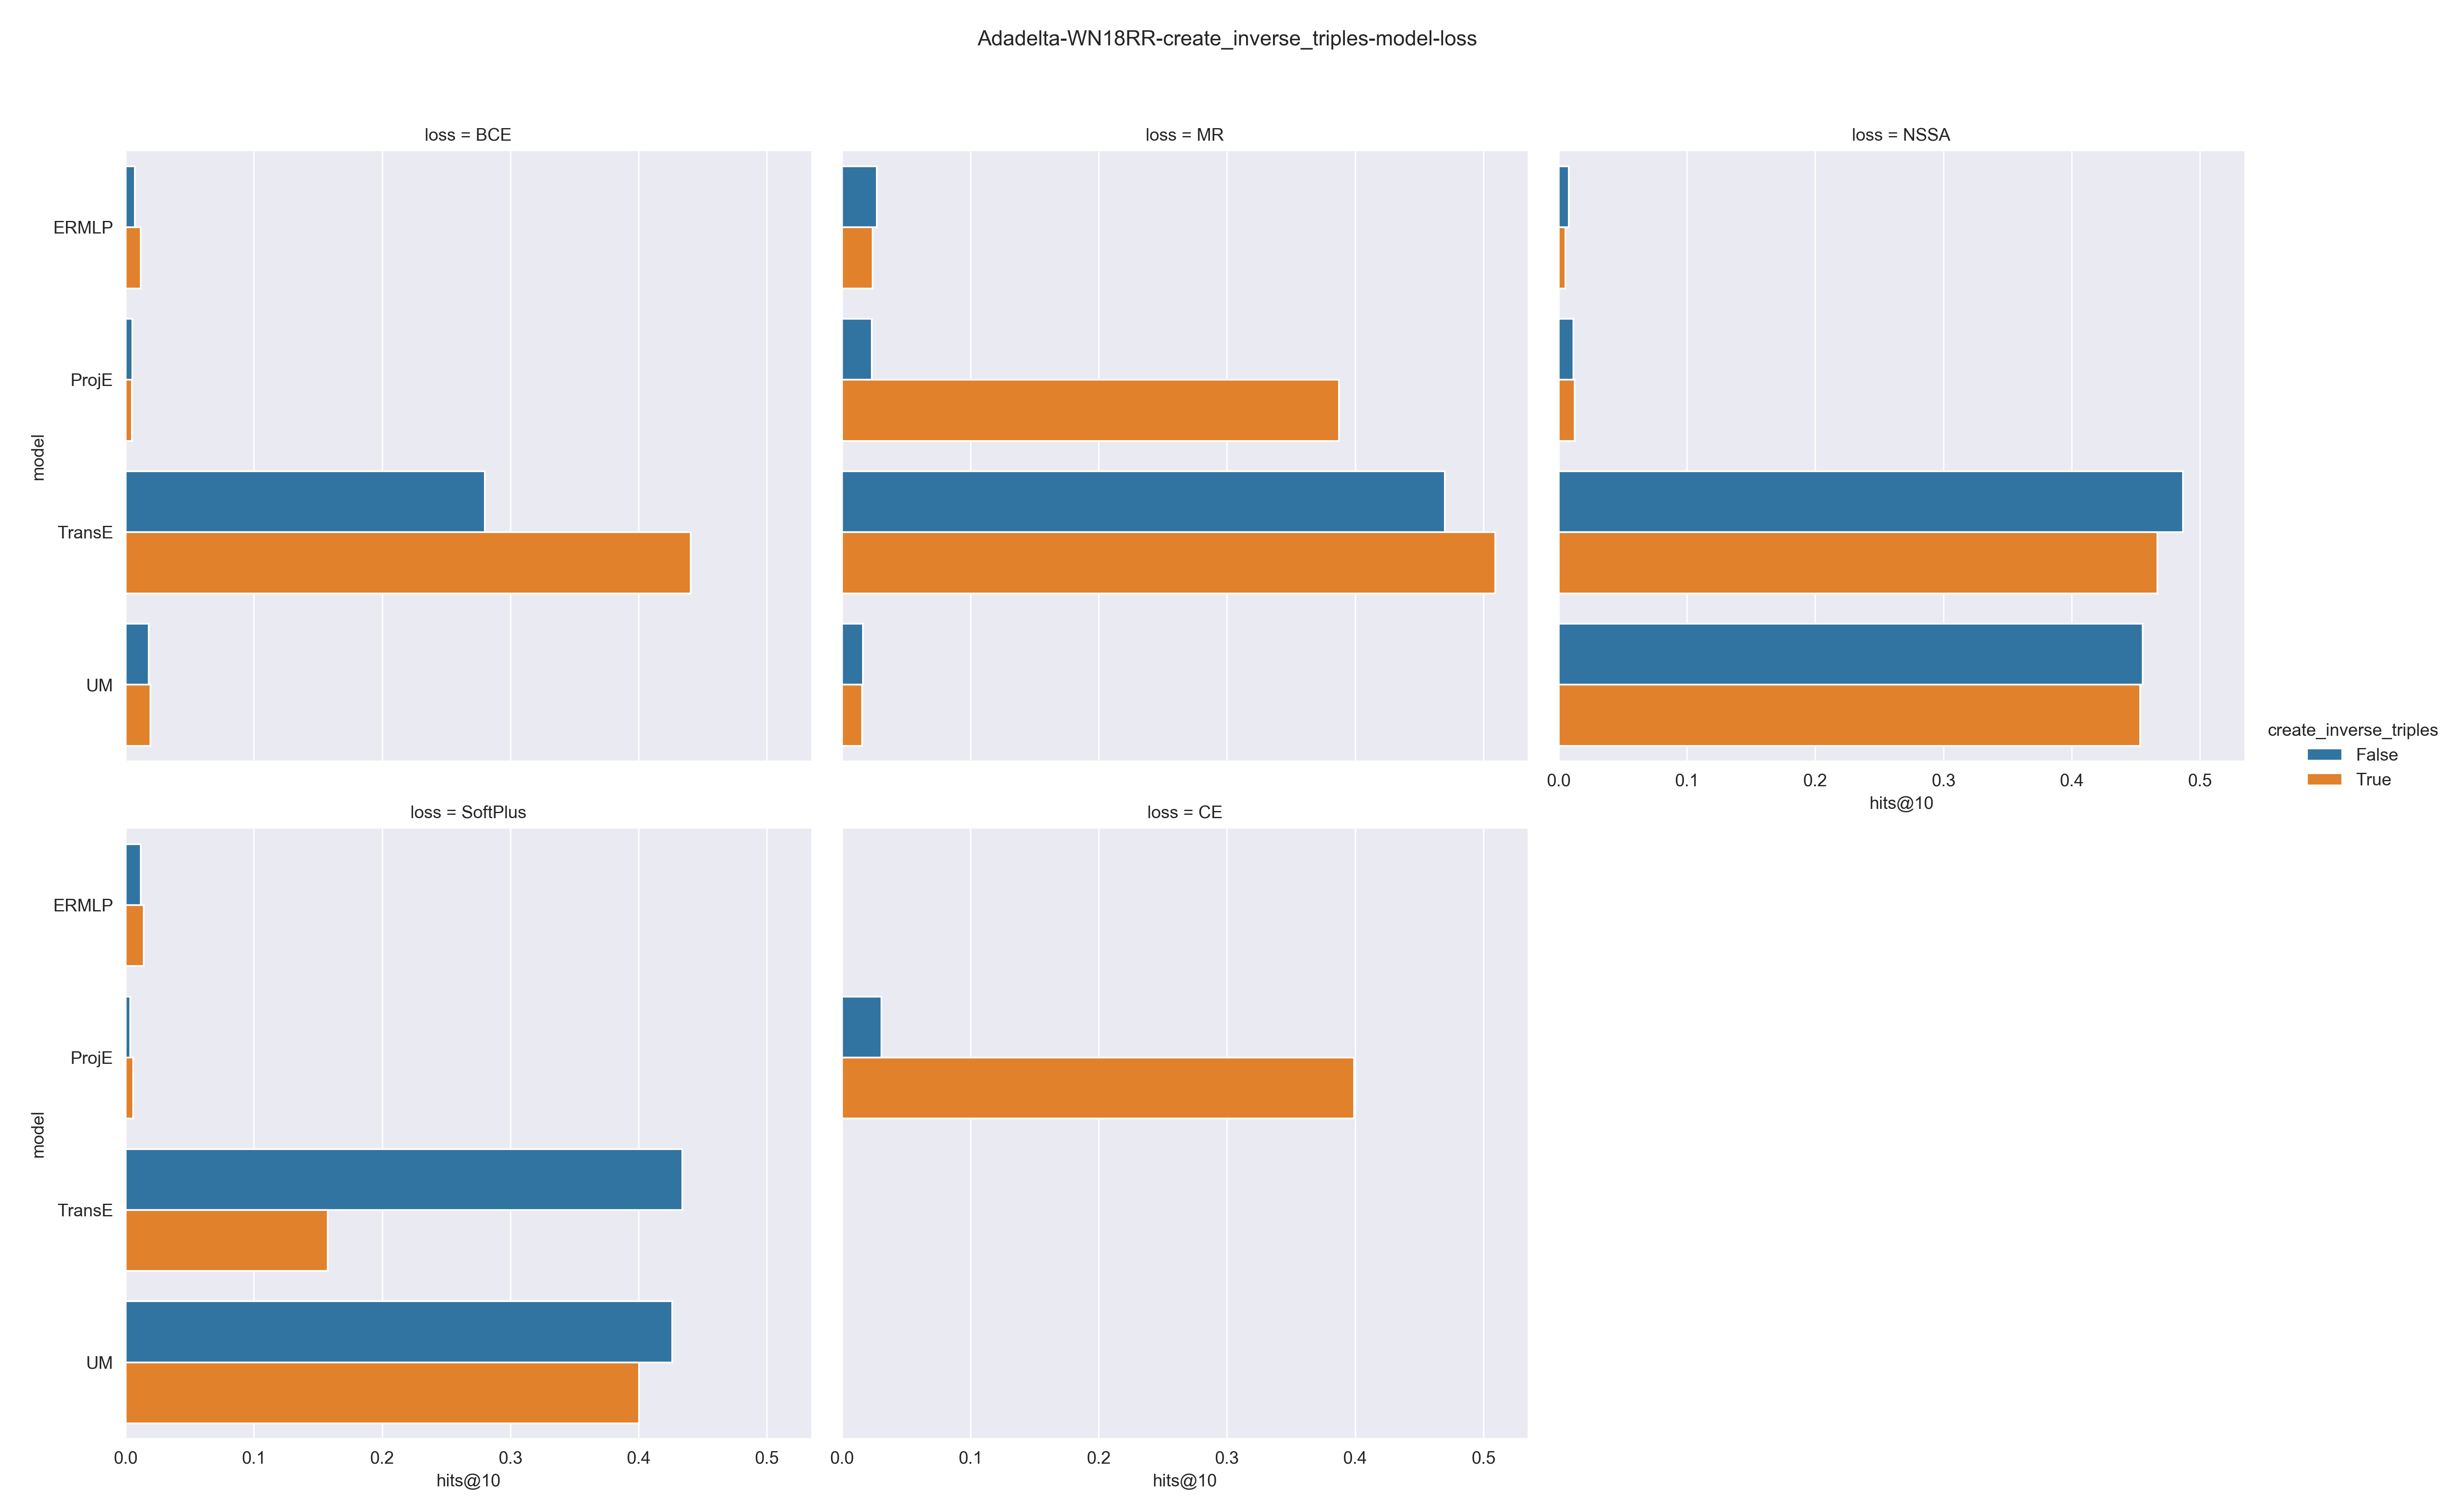 Adadelta-WN18RR-create_inverse_triples-model-loss
loss = BCE
loss = MR
loss = NSSA
ERMLP
ProjE
TransE
UM
model
0.0 0.1 0.2 0.3 0.4 0.5
hits@10
create_inverse_triples
False
True
loss = SoftPlus
loss = CE
ERMLP
ProjE
TransE
UM
model
0.0 0.1 0.2 0.3 0.4 0.5
hits@10
0.0 0.1 0.2 0.3 0.4 0.5
hits@10